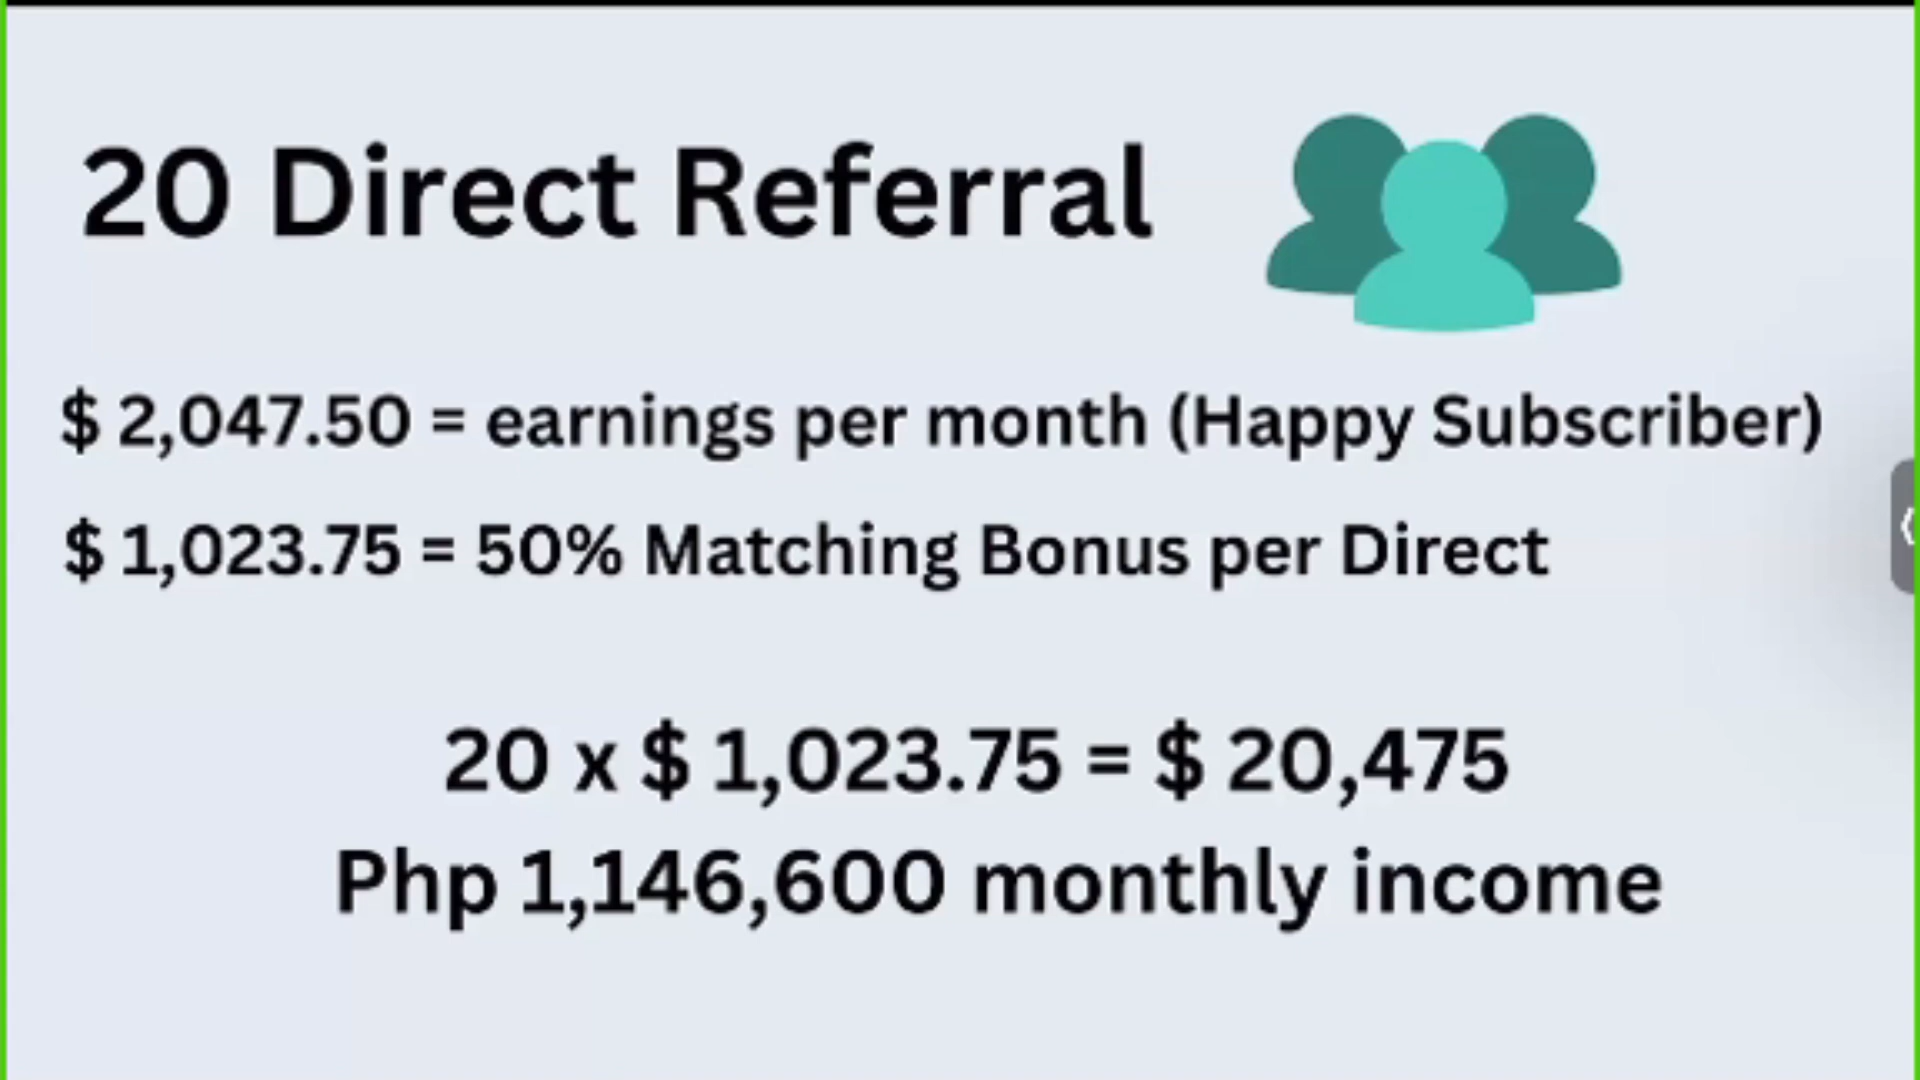 20 Direct Referral
$ 2,047.50 = earnings per month (Happy Subscriber)
$ 1,023.75 = 50% Matching Bonus per Direct
20 x $ 1,023.75 = $ 20,475
Php 1,146,600 monthly income